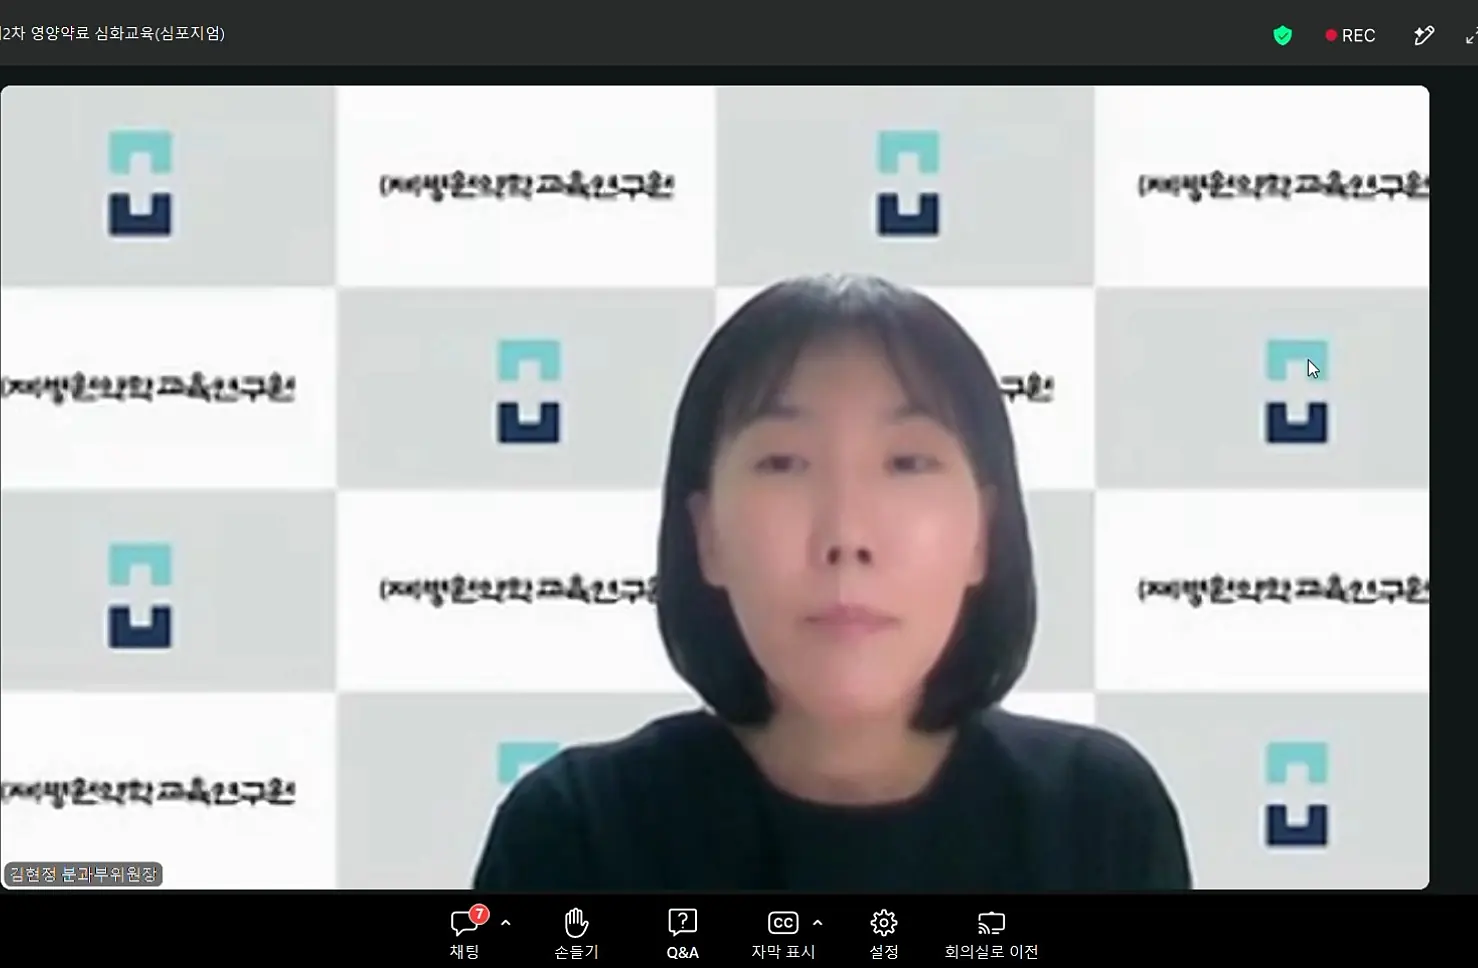 2차 영양약료 심화교육(심포지엄)
REC
(재)병원약학교육연구원
(재)병원약학교육연구원
(재)병원약학교육연구원
구원
(재)병원약학교육연구
(재)병원약학교육연구원
(재)병원약학교육연구원
김현정 분과부위원장
7
채팅
손들기
Q&A
CC
자막 표시
설정
회의실로 이전